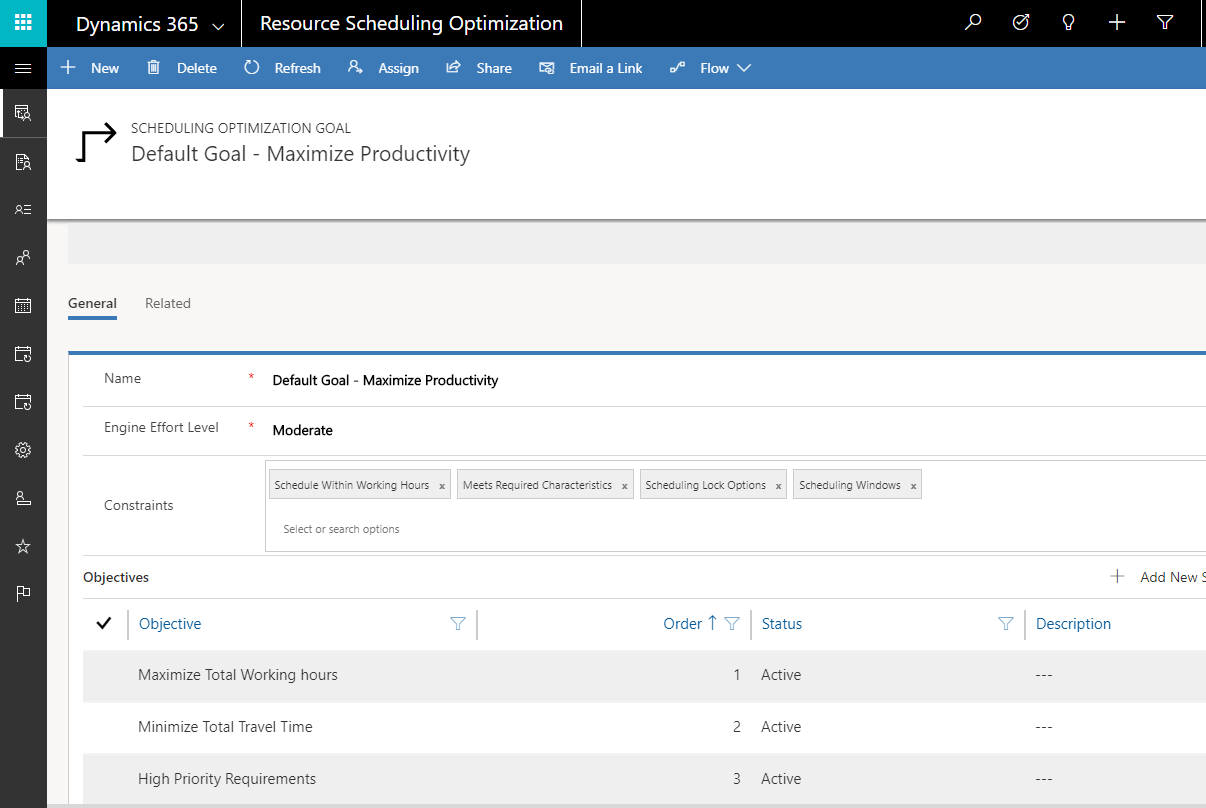 Dynamics 365 Resource Scheduling Optimization
New Delete Refresh Assign Share Email a Link Flow
SCHEDULING OPTIMIZATION GOAL
Default Goal - Maximize Productivity
General Related
Name * Default Goal - Maximize Productivity
Engine Effort Level * Moderate
Constraints
Schedule Within Working Hours x Meets Required Characteristics x Scheduling Lock Options x Scheduling Windows x
Select or search options
Objectives Add New S
Objective Order Status Description
Maximize Total Working hours 1 Active ---
Minimize Total Travel Time 2 Active ---
High Priority Requirements 3 Active ---